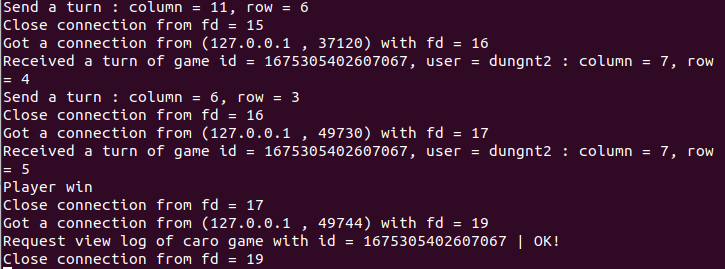 Send a turn : column = 11, row = 6
Close connection from fd = 15
Got a connection from (127.0.0.1 , 37120) with fd = 16
Received a turn of game id = 1675305402607067, user = dungnt2 : column = 7, row
= 4
Send a turn : column = 6, row = 3
Close connection from fd = 16
Got a connection from (127.0.0.1 , 49730) with fd = 17
Received a turn of game id = 1675305402607067, user = dungnt2 : column = 7, row
= 5
Player win
Close connection from fd = 17
Got a connection from (127.0.0.1 , 49744) with fd = 19
Request view log of caro game with id = 1675305402607067 | OK!
Close connection from fd = 19